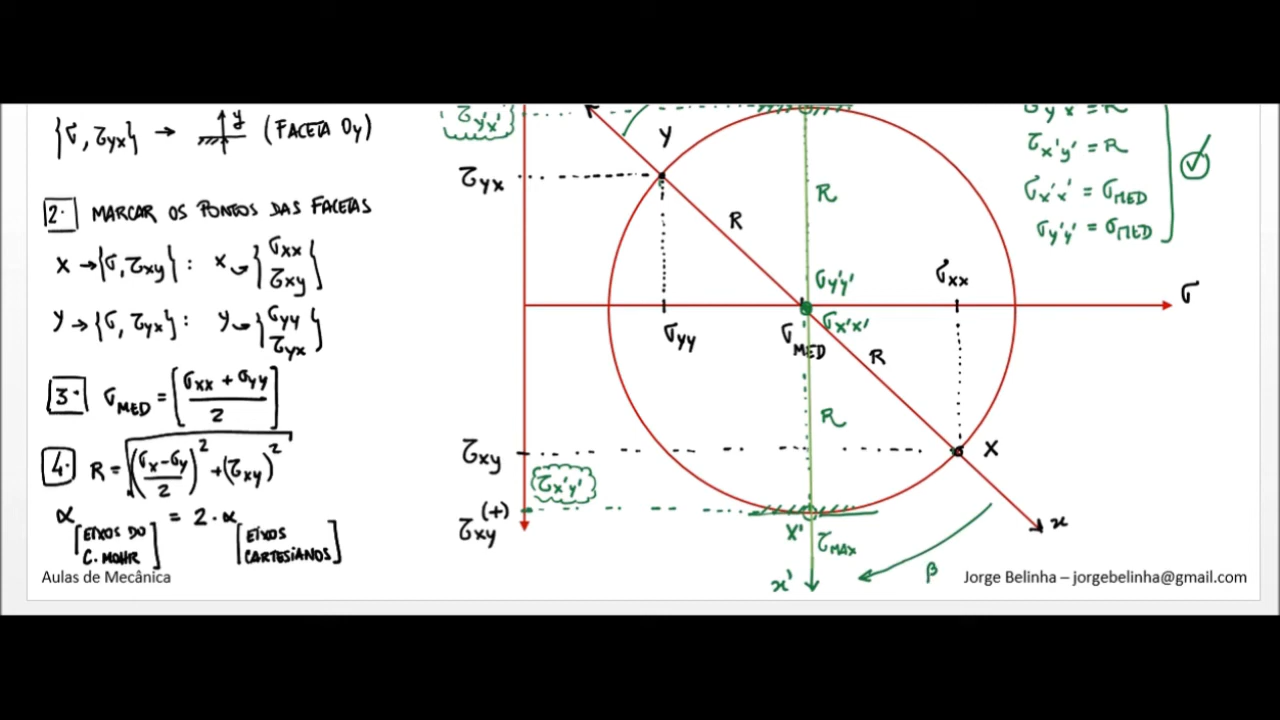 {σ, τyx} → y (FACETA Oy)
2. MARCAR OS PONTOS DAS FACETAS
X → {σ, τxy} : X → {σxx τxy}
Y → {σ, τyx} : Y → {σyy τyx}
3. σMED = [(σxx + σyy)/2]
4. R = √((σx-σy)/2)² + (τxy)²
α [EIXOS DO C. MOHR] = 2·α [EIXOS CARTESIANOS]
τy'x'
Y
τyx
R
R
σy'y'
σxx
σ
σyy
σMED
σx'x'
R
R
τxy
X
τx'y'
τxy (+)
X'
τMAX
x
x'
β
τx'y' = R
σx'x' = σMED
σy'y' = σMED
Aulas de Mecânica
Jorge Belinha – jorgebelinha@gmail.com